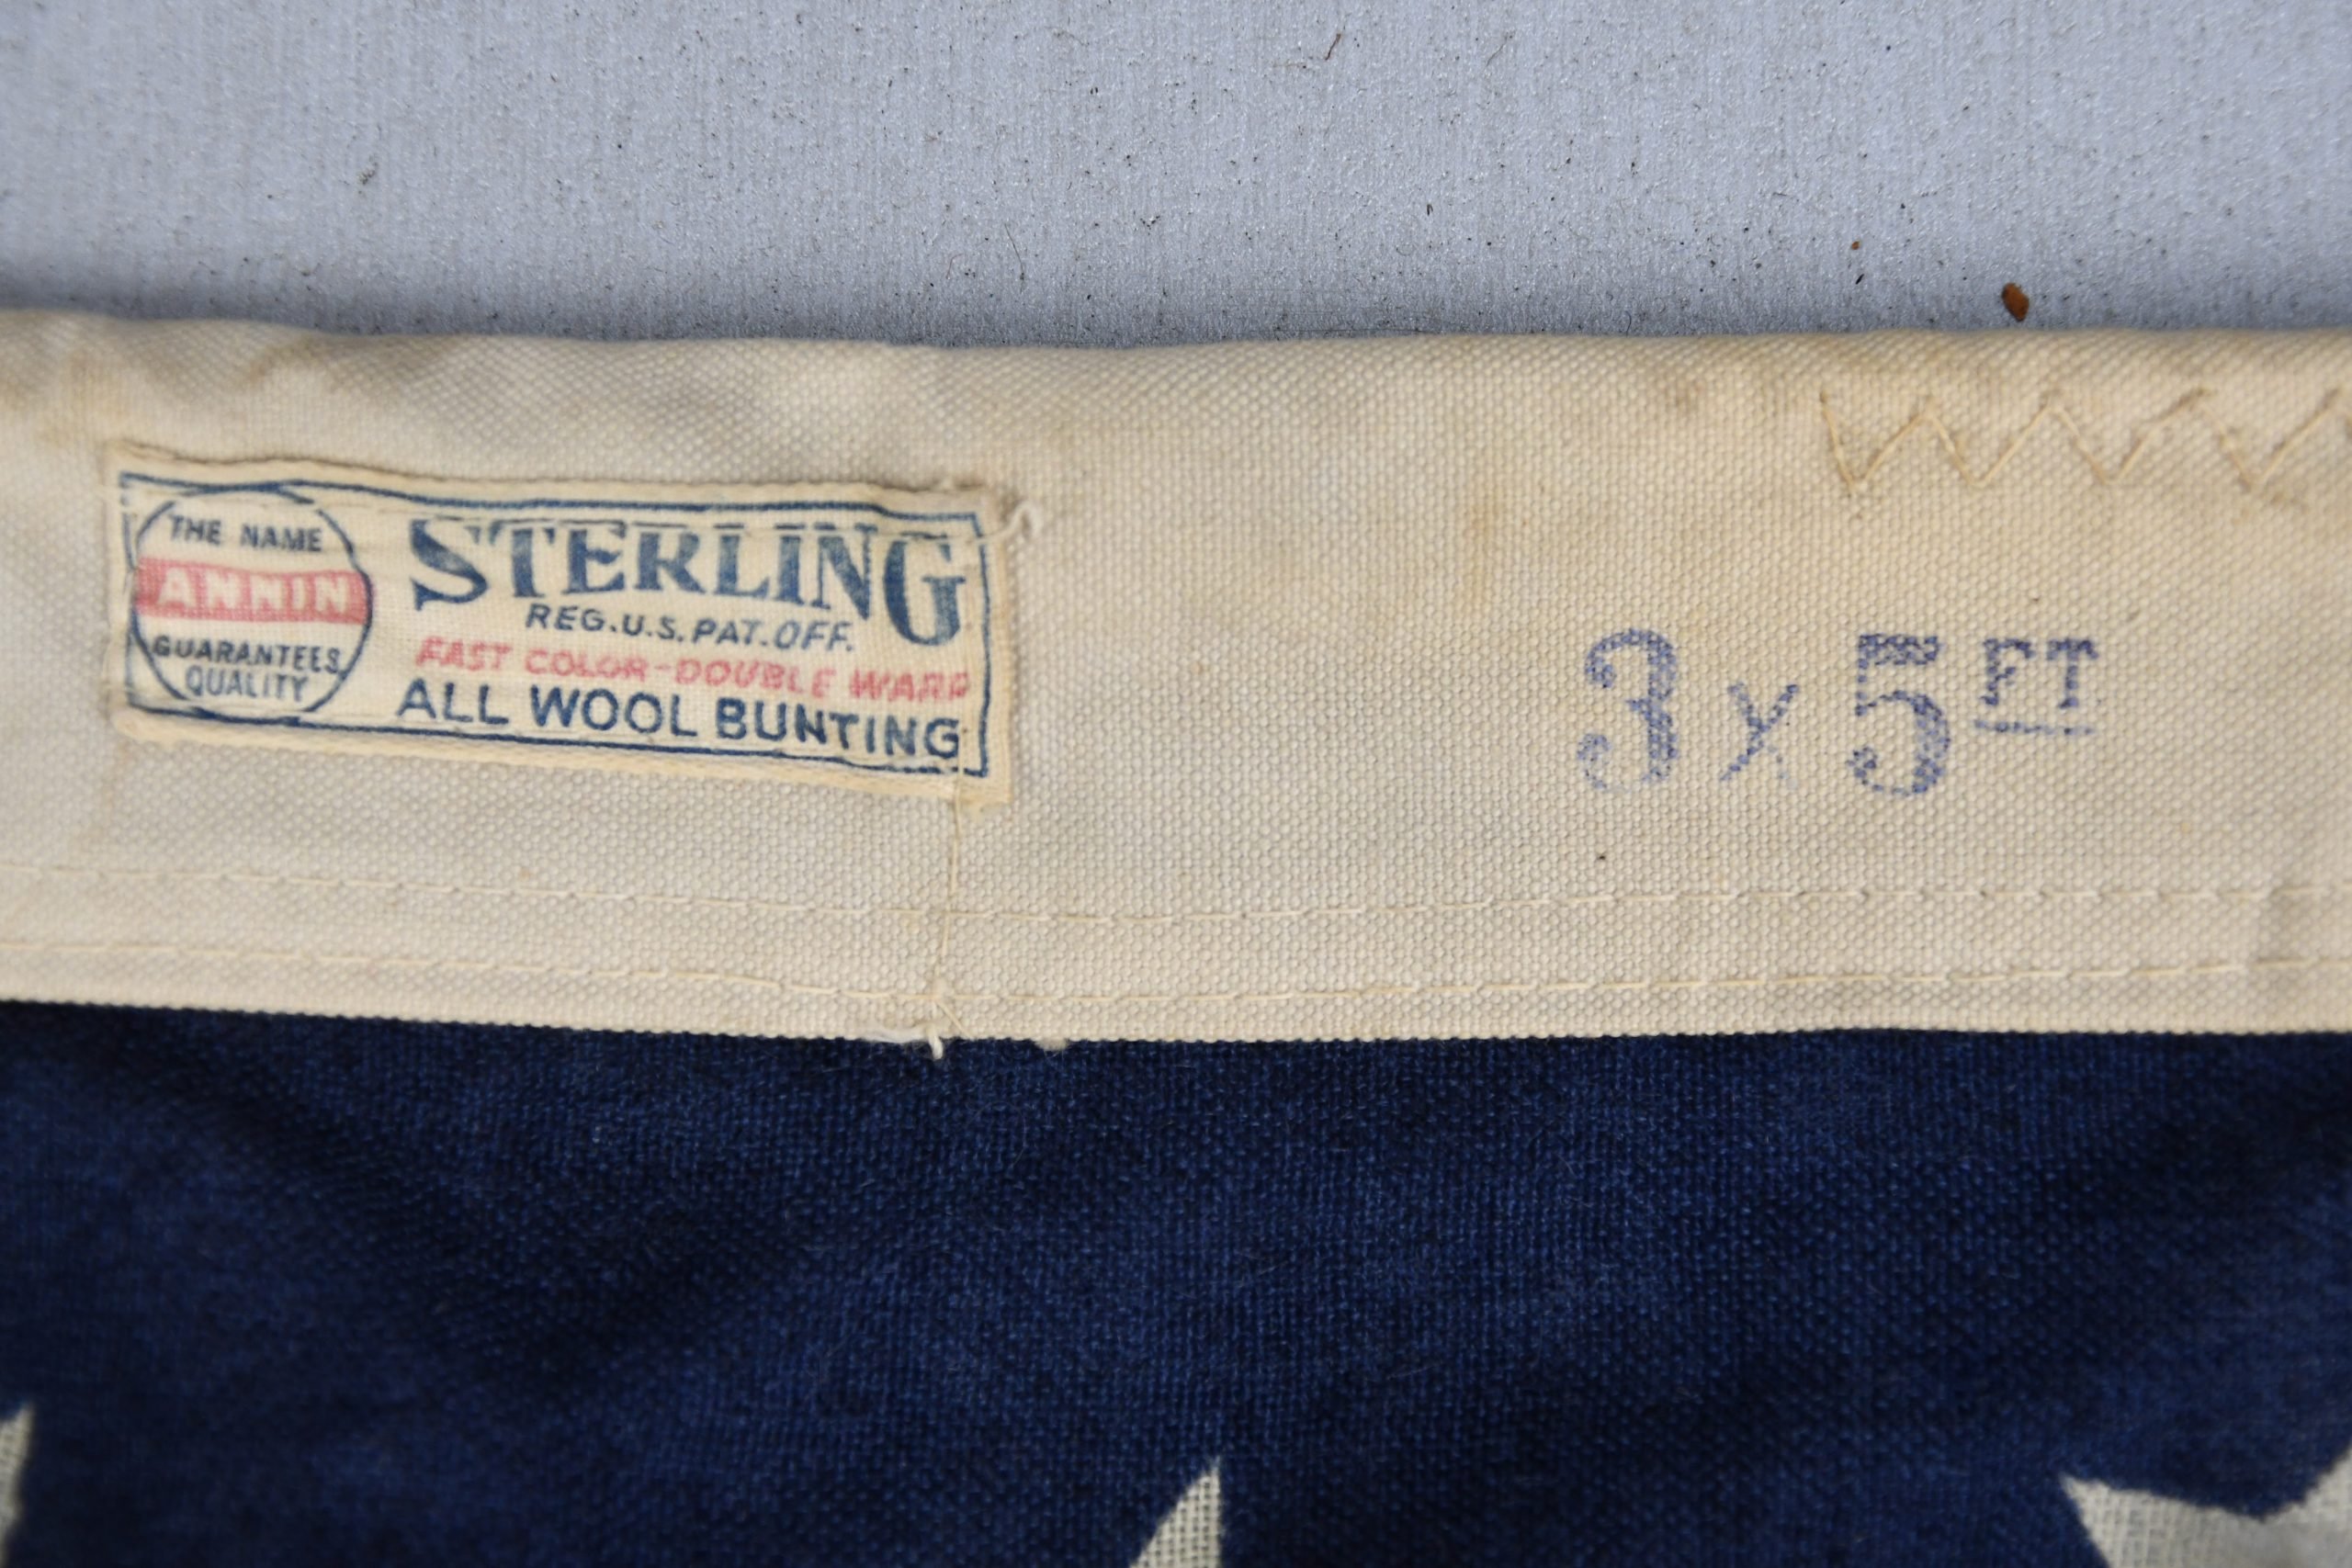 THE NAME
ANNIN
GUARANTEES
QUALITY
STERLING
REG.U.S.PAT.OFF.
FAST COLOR-DOUBLE WARP
ALL WOOL BUNTING
3 x 5 FT